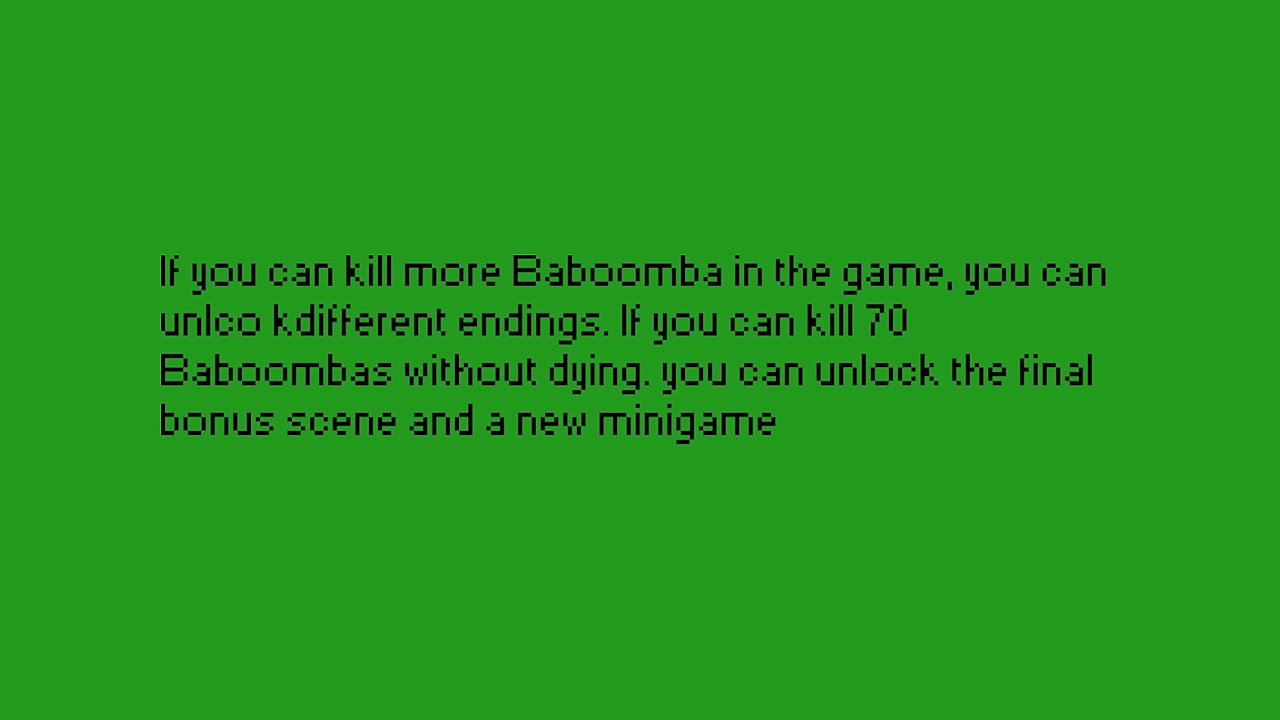 If you can kill more Baboomba in the game, you can
unlco kdifferent endings. If you can kill 70
Baboombas without dying. you can unlock the final
bonus scene and a new minigame